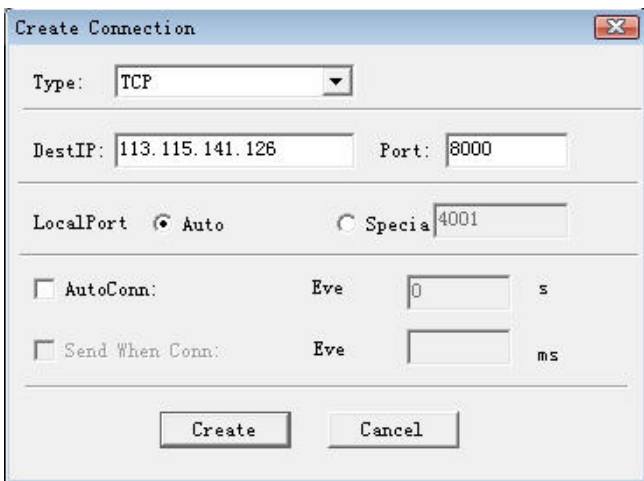 Create Connection
Type: TCP
DestIP: 113.115.141.126 Port: 8000
LocalPort Auto Specia 4001
AutoConn: Eve 0 s
Send When Conn: Eve ms
Create Cancel